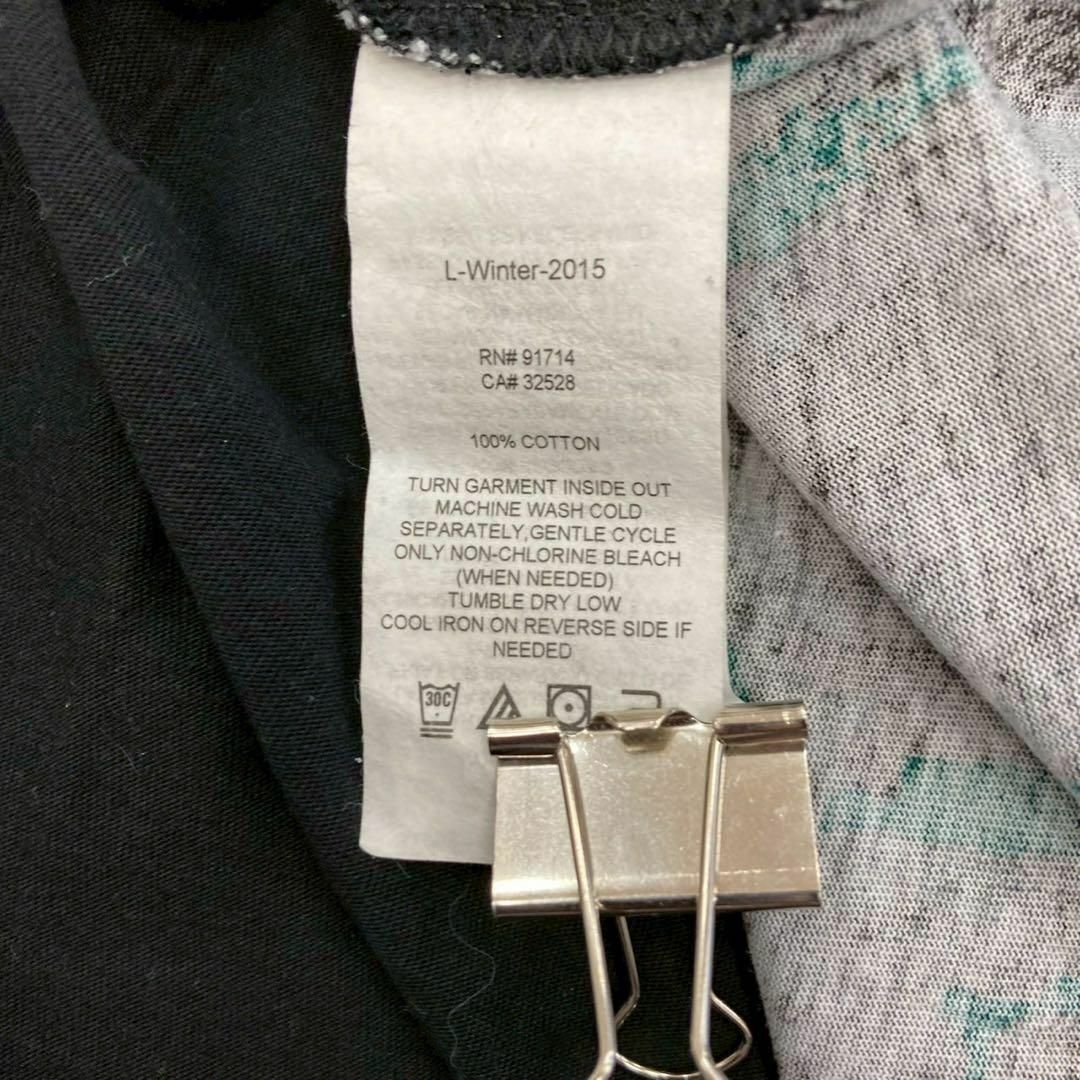 L-Winter-2015
RN# 91714
CA# 32528
100% COTTON
TURN GARMENT INSIDE OUT
MACHINE WASH COLD
SEPARATELY,GENTLE CYCLE
ONLY NON-CHLORINE BLEACH
(WHEN NEEDED)
TUMBLE DRY LOW
COOL IRON ON REVERSE SIDE IF
NEEDED
30C